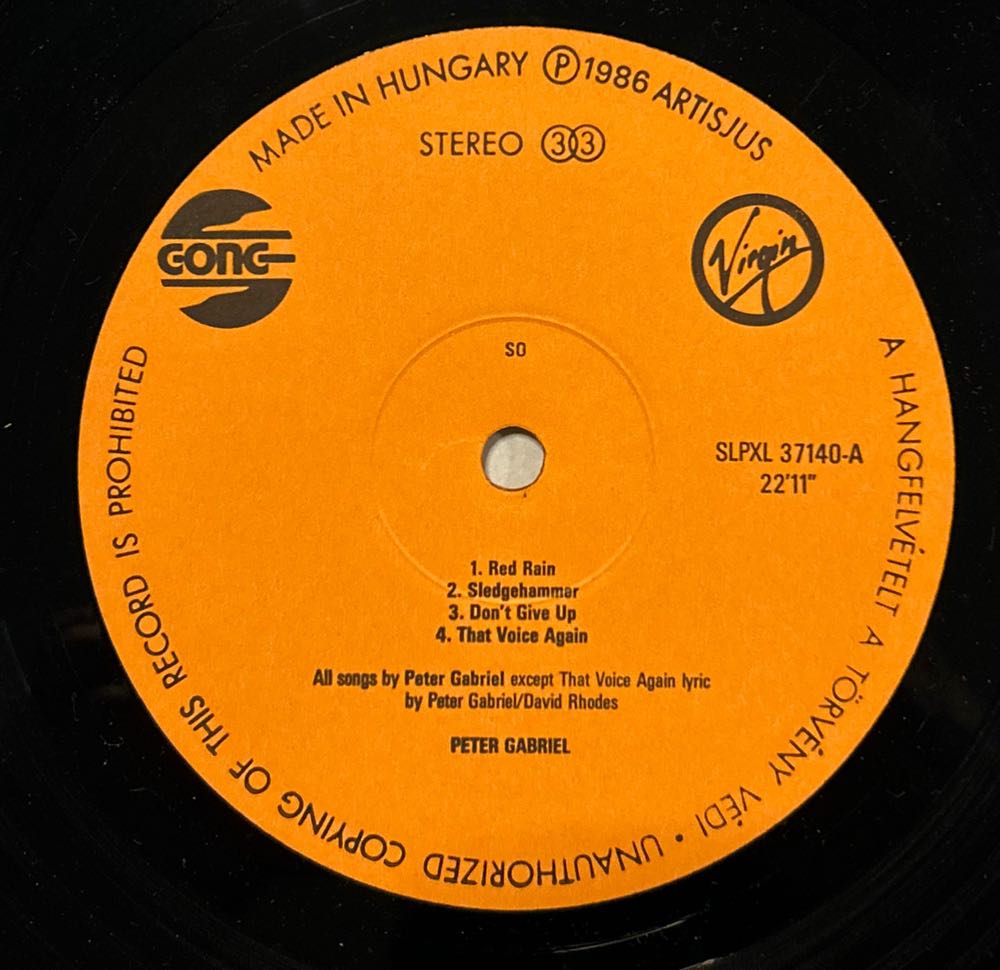 MADE IN HUNGARY Ⓟ1986 ARTISJUS
STEREO 33
GONG
Virgin
SO
SLPXL 37140-A
22'11"
1. Red Rain
2. Sledgehammer
3. Don't Give Up
4. That Voice Again
All songs by Peter Gabriel except That Voice Again lyric
by Peter Gabriel/David Rhodes
PETER GABRIEL
A HANGFELVÉTELT A TÖRVÉNY VÉDI • UNAUTHORIZED COPYING OF THIS RECORD IS PROHIBITED